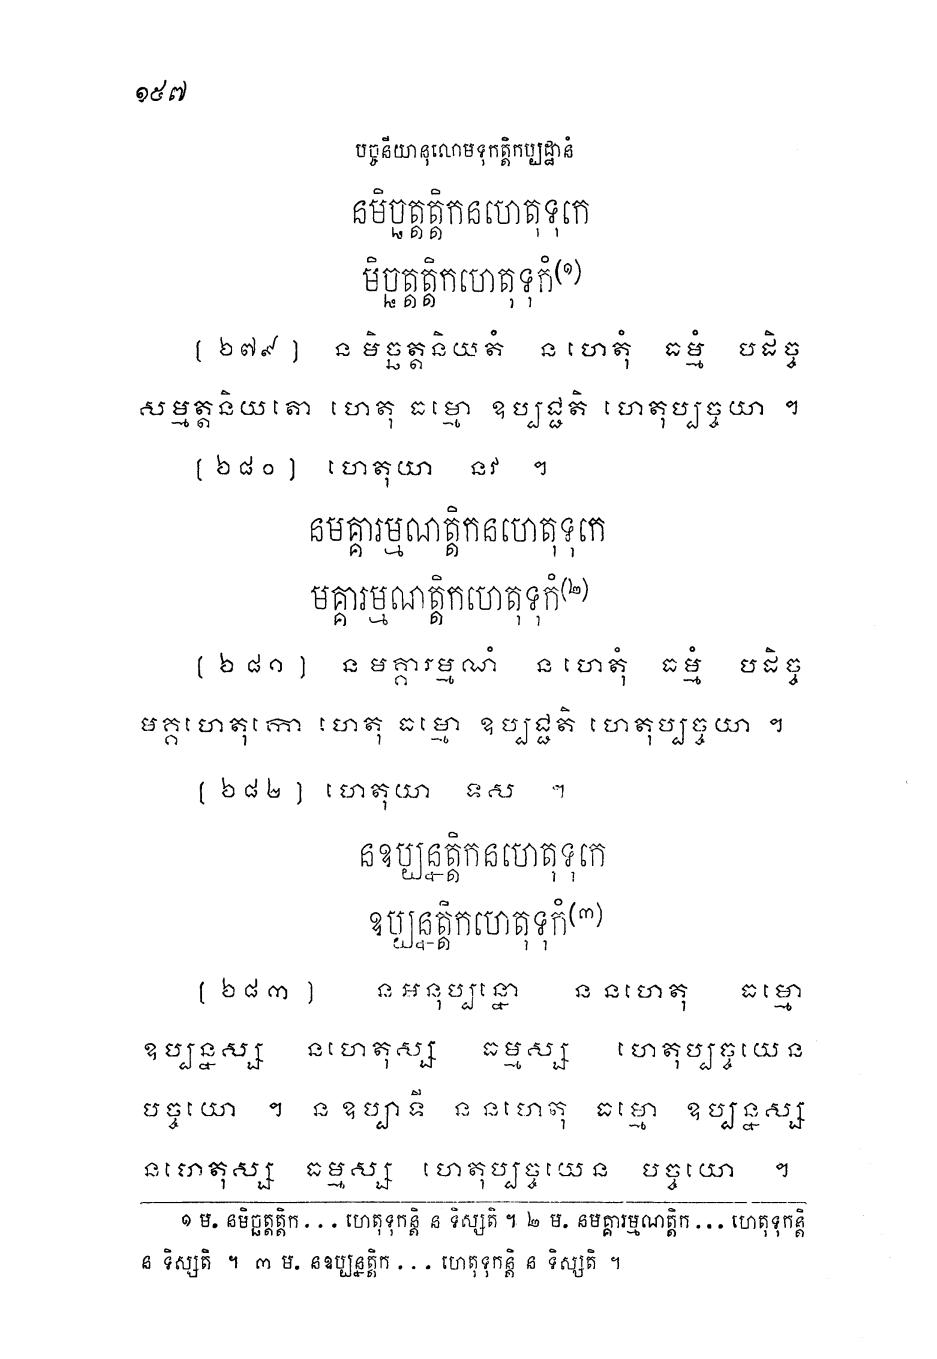 ១៥៧
បច្ចនីយានុលោមទុកត្តិកប្បដ្ឋានំ
នមិច្ឆត្តត្តិកនហេតុទុកេ
មិច្ឆត្តត្តិកហេតុទុកំ(១)
[ ២៧៩ ] ន មិច្ឆត្តនិយតំ ន ហេតុំ ធម្មំ បដិច្ច
សម្មត្តនិយតោ ហេតុ ធម្មោ ឧប្បជ្ជតិ ហេតុប្បច្ចយា ។
[ ២៨០ ] ហេតុយា នវ ។
នមគ្គារម្មណត្តិកនហេតុទុកេ
មគ្គារម្មណត្តិកហេតុទុកំ(២)
[ ២៨១ ] ន មគ្គារម្មណំ ន ហេតុំ ធម្មំ បដិច្ច
មគ្គហេតុកោ ហេតុ ធម្មោ ឧប្បជ្ជតិ ហេតុប្បច្ចយា ។
[ ២៨២ ] ហេតុយា ទស ។
នឧប្បន្នត្តិកនហេតុទុកេ
ឧប្បន្នត្តិកហេតុទុកំ(៣)
[ ២៨៣ ] ន អនុប្បន្នោ ន នហេតុ ធម្មោ
ឧប្បន្នស្ស នហេតុស្ស ធម្មស្ស ហេតុប្បច្ចយេន
បច្ចយោ ។ ន ឧប្បាទី ន នហេតុ ធម្មោ ឧប្បន្នស្ស
នហេតុស្ស ធម្មស្ស ហេតុប្បច្ចយេន បច្ចយោ ។
១ ម. នមិច្ឆត្តត្តិក... ហេតុទុកន្តិ ន ទិស្សតិ ។ ២ ម. នមគ្គារម្មណត្តិក... ហេតុទុកន្តិ
ន ទិស្សតិ ។ ៣ ម. នឧប្បន្នត្តិក... ហេតុទុកន្តិ ន ទិស្សតិ ។